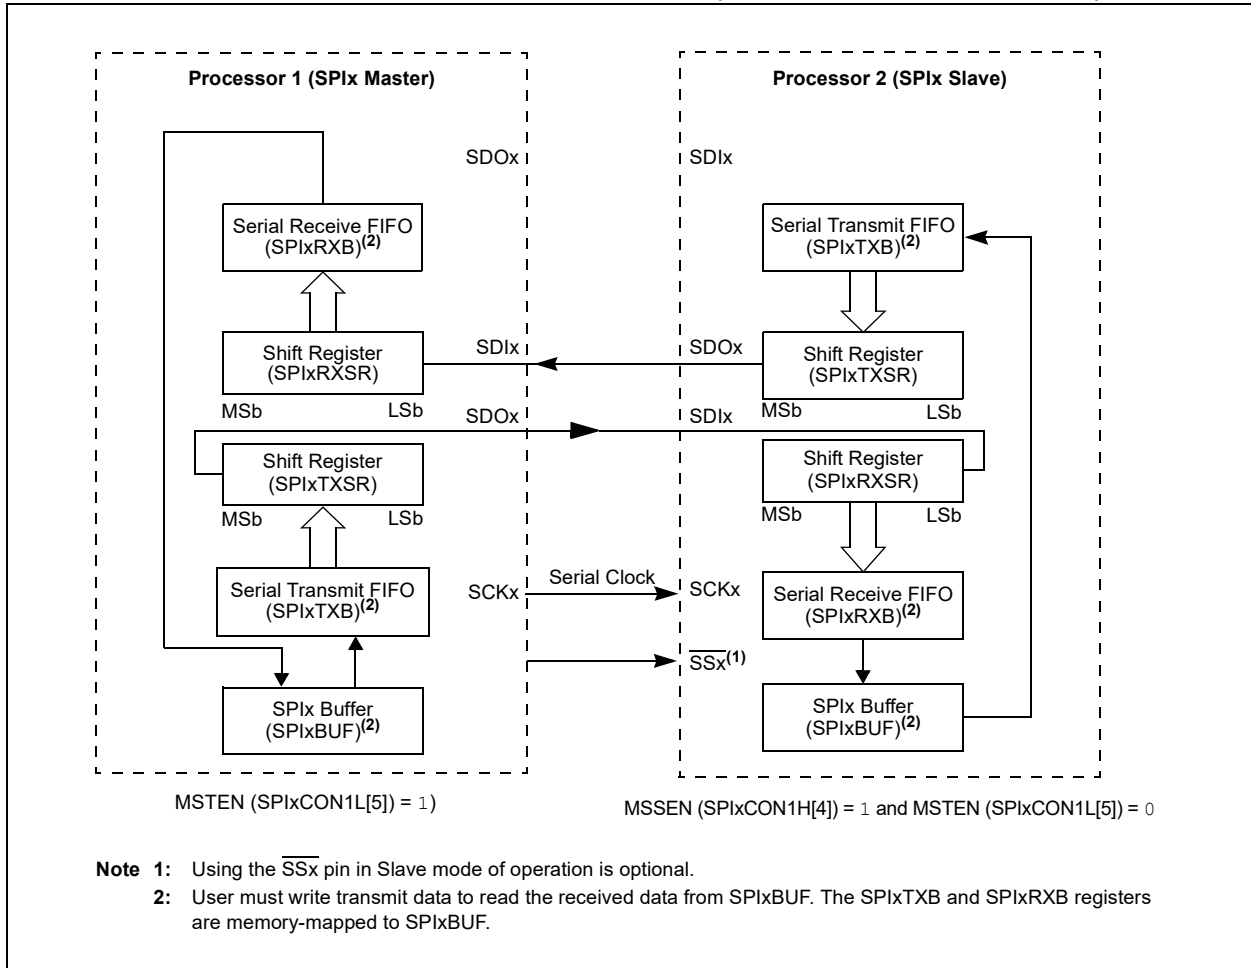 Processor 1 (SPIx Master)
SDOx
Serial Receive FIFO
(SPIxRXB)(2)
Shift Register
(SPIxRXSR)
MSb LSb
SDIx
SDOx
Shift Register
(SPIxTXSR)
MSb LSb
Serial Transmit FIFO
(SPIxTXB)(2)
SCKx
SPIx Buffer
(SPIxBUF)(2)
MSTEN (SPIxCON1L[5]) = 1)
Serial Clock
Processor 2 (SPIx Slave)
SDIx
Serial Transmit FIFO
(SPIxTXB)(2)
SDOx
Shift Register
(SPIxTXSR)
MSb LSb
SDIx
Shift Register
(SPIxRXSR)
MSb LSb
SCKx
Serial Receive FIFO
(SPIxRXB)(2)
SSx(1)
SPIx Buffer
(SPIxBUF)(2)
MSSEN (SPIxCON1H[4]) = 1 and MSTEN (SPIxCON1L[5]) = 0
Note 1: Using the SSx pin in Slave mode of operation is optional.
2: User must write transmit data to read the received data from SPIxBUF. The SPIxTXB and SPIxRXB registers
are memory-mapped to SPIxBUF.